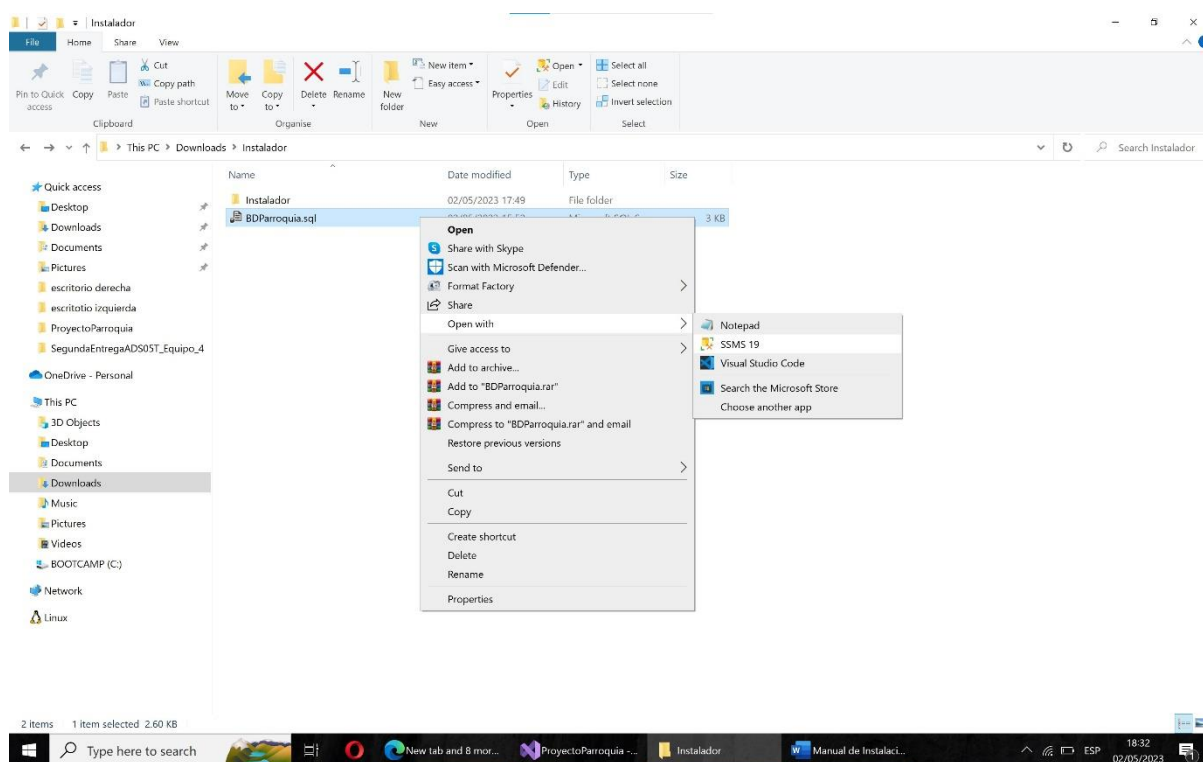 Instalador
File Home Share View
Pin to Quick access
Copy
Paste
Cut
Copy path
Paste shortcut
Clipboard
Move to
Copy to
Delete
Rename
Organise
New folder
New item
Easy access
New
Properties
Open
Edit
History
Open
Select all
Select none
Invert selection
Select
This PC > Downloads > Instalador
Search Instalador
Name Date modified Type Size
Instalador 02/05/2023 17:49 File folder
BDParroquia.sql 3 KB
Quick access
Desktop
Downloads
Documents
Pictures
escritorio derecha
escritotio izquierda
ProyectoParroquia
SegundaEntregaADS05T_Equipo_4
OneDrive - Personal
This PC
3D Objects
Desktop
Documents
Downloads
Music
Pictures
Videos
BOOTCAMP (C:)
Network
Linux
Open
Share with Skype
Scan with Microsoft Defender...
Format Factory
Share
Open with
Give access to
Add to archive...
Add to "BDParroquia.rar"
Compress and email...
Compress to "BDParroquia.rar" and email
Restore previous versions
Send to
Cut
Copy
Create shortcut
Delete
Rename
Properties
Notepad
SSMS 19
Visual Studio Code
Search the Microsoft Store
Choose another app
2 items 1 item selected 2.60 KB
Type here to search
New tab and 8 mor...
ProyectoParroquia -...
Instalador
Manual de Instalaci...
ESP
18:32
02/05/2023